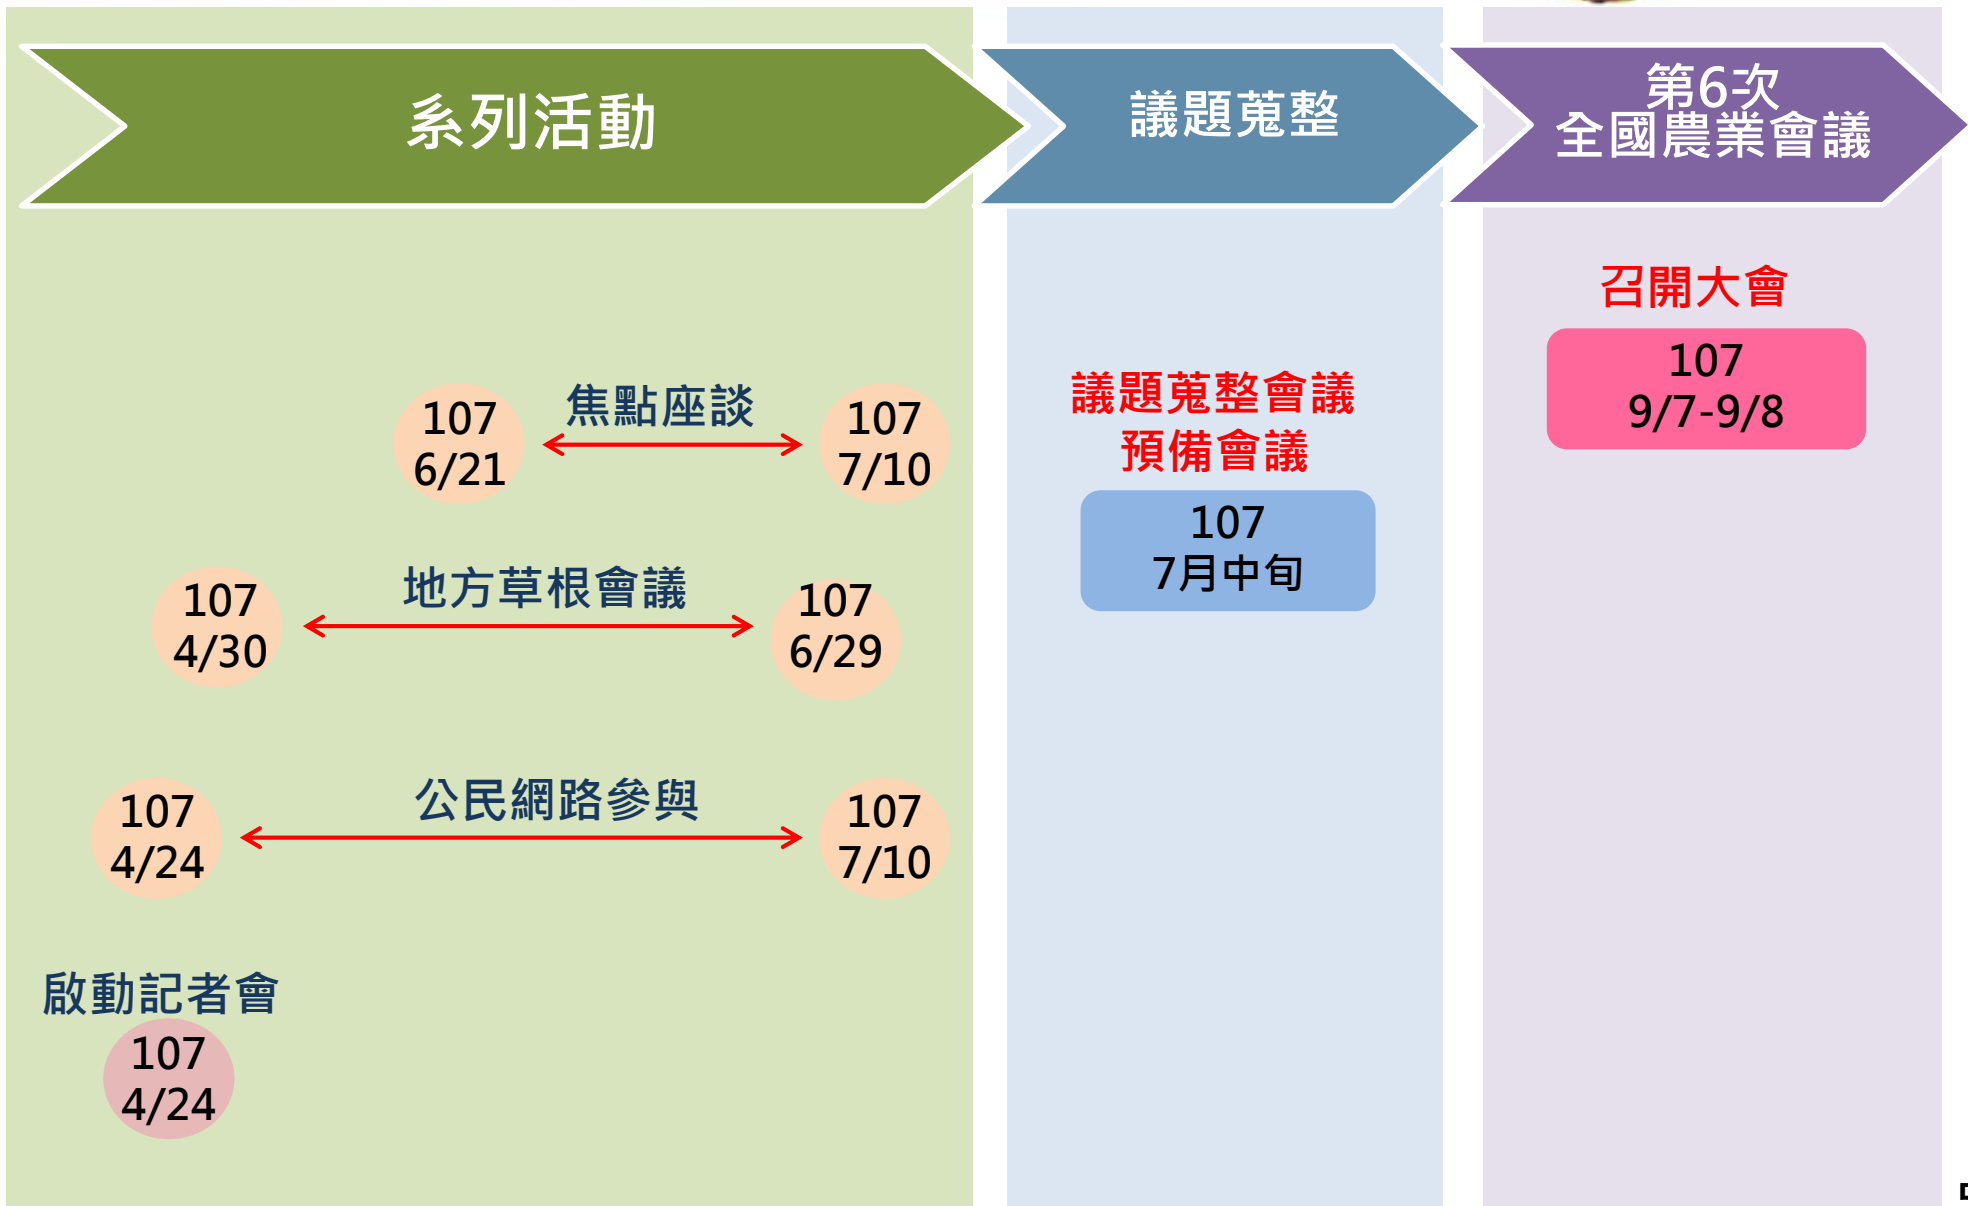 系列活動
議題蒐整
第6次
全國農業會議
焦點座談
107
6/21
107
7/10
地方草根會議
107
4/30
107
6/29
公民網路參與
107
4/24
107
7/10
啟動記者會
107
4/24
議題蒐整會議
預備會議
107
7月中旬
召開大會
107
9/7-9/8